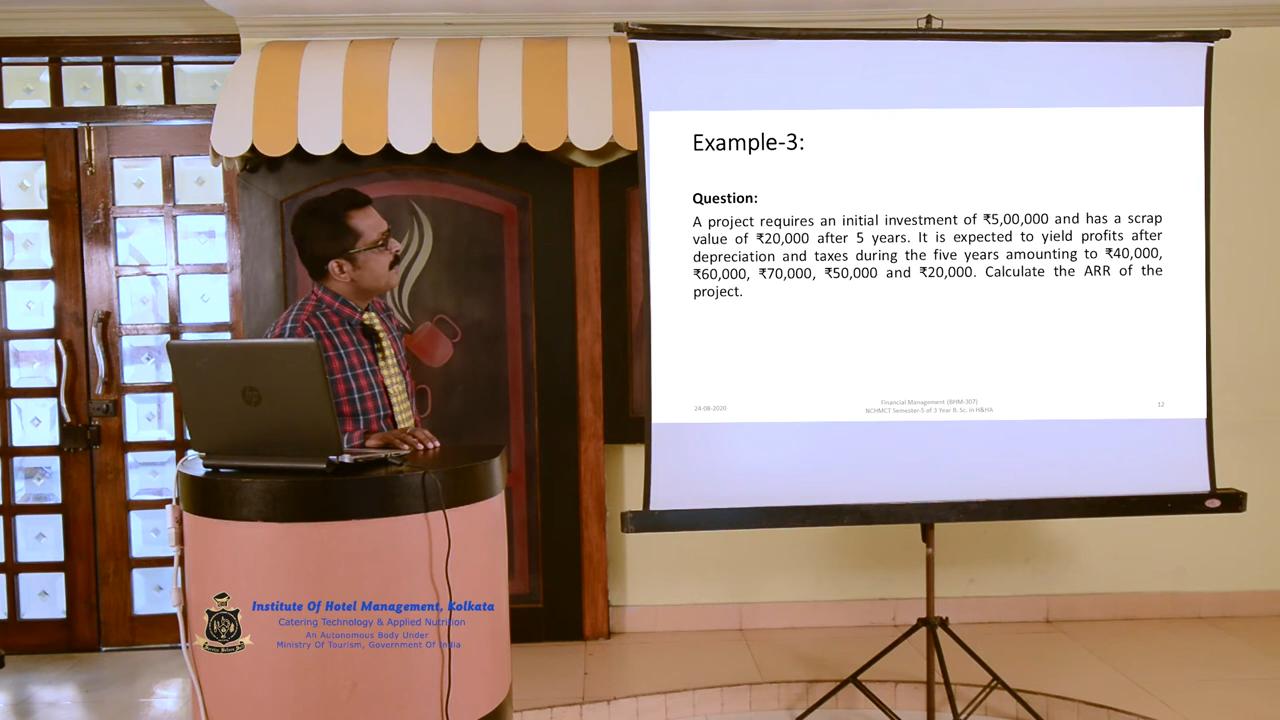 Example-3:
Question:
A project requires an initial investment of ₹5,00,000 and has a scrap
value of ₹20,000 after 5 years. It is expected to yield profits after
depreciation and taxes during the five years amounting to ₹40,000,
₹60,000, ₹70,000, ₹50,000 and ₹20,000. Calculate the ARR of the
project.
24-08-2020
Financial Management (BHM-307)
NCHMCT Semester-5 of 3 Year B. Sc. in H&HA
12
hp
Institute Of Hotel Management, Kolkata
Catering Technology & Applied Nutrition
An Autonomous Body Under
Ministry Of Tourism, Government Of India